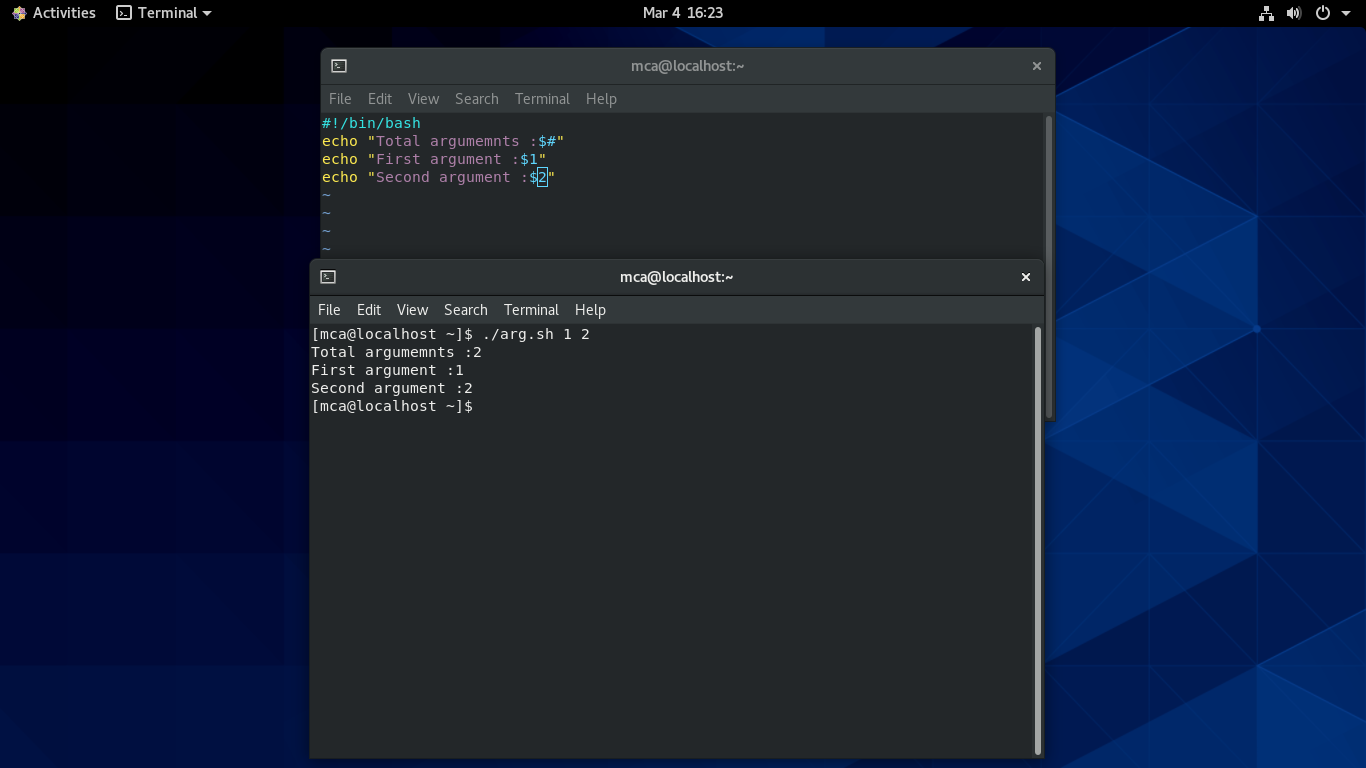 Activities Terminal Mar 4 16:23
mca@localhost:~
File Edit View Search Terminal Help
#!/bin/bash
echo "Total argumemnts :$#"
echo "First argument :$1"
echo "Second argument :$2"
~
~
~
~
mca@localhost:~
File Edit View Search Terminal Help
[mca@localhost ~]$ ./arg.sh 1 2
Total argumemnts :2
First argument :1
Second argument :2
[mca@localhost ~]$